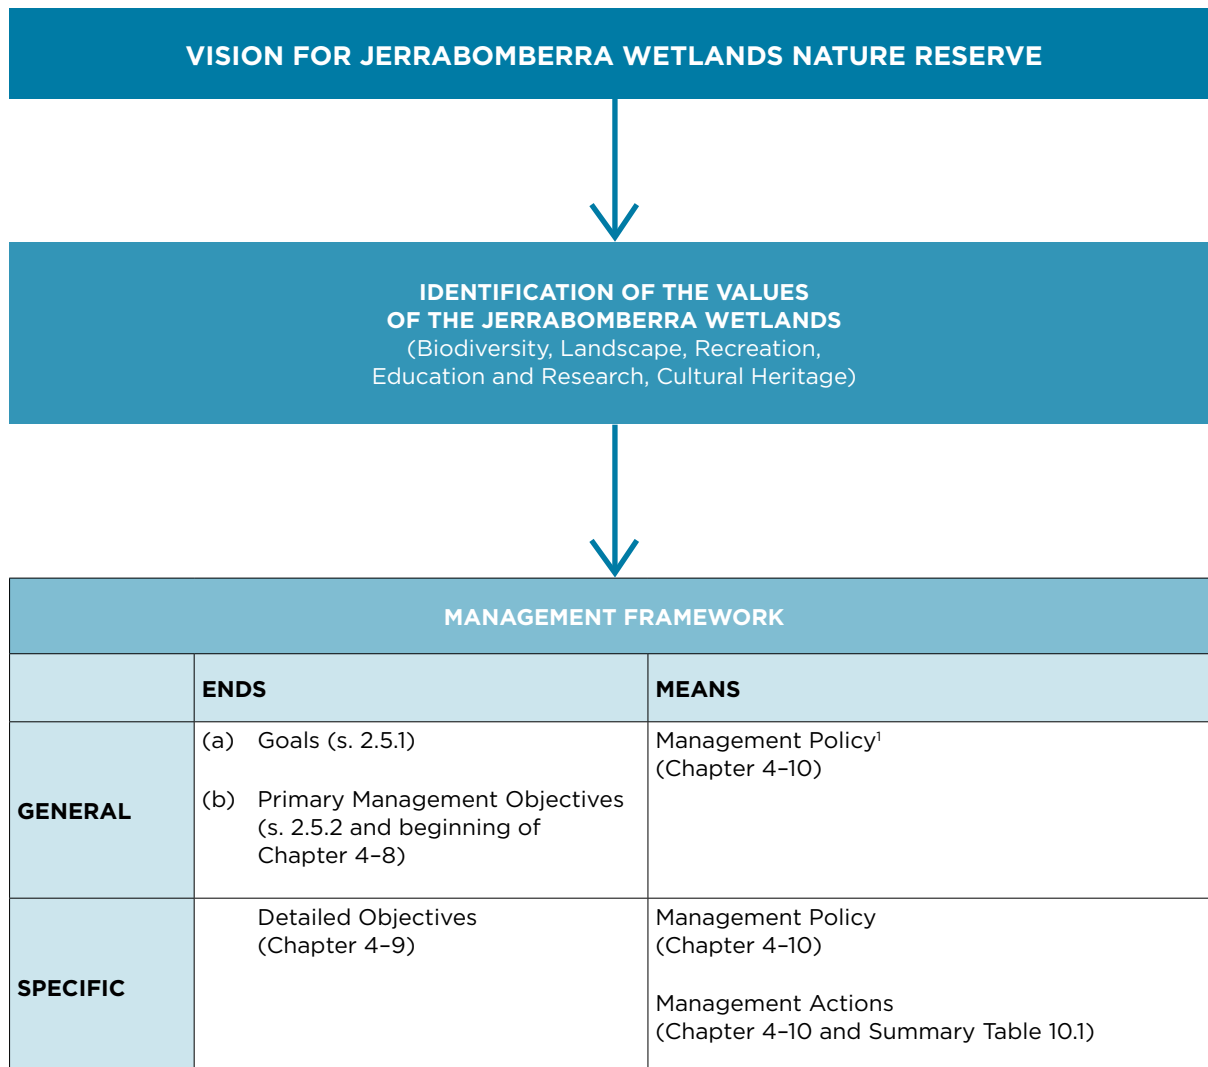 VISION FOR JERRABOMBERRA WETLANDS NATURE RESERVE
IDENTIFICATION OF THE VALUES
OF THE JERRABOMBERRA WETLANDS
(Biodiversity, Landscape, Recreation,
Education and Research, Cultural Heritage)
MANAGEMENT FRAMEWORK
ENDS
MEANS
GENERAL
(a) Goals (s. 2.5.1)
(b) Primary Management Objectives
(s. 2.5.2 and beginning of
Chapter 4–8)
Management Policy¹
(Chapter 4–10)
SPECIFIC
Detailed Objectives
(Chapter 4–9)
Management Policy
(Chapter 4–10)
Management Actions
(Chapter 4–10 and Summary Table 10.1)